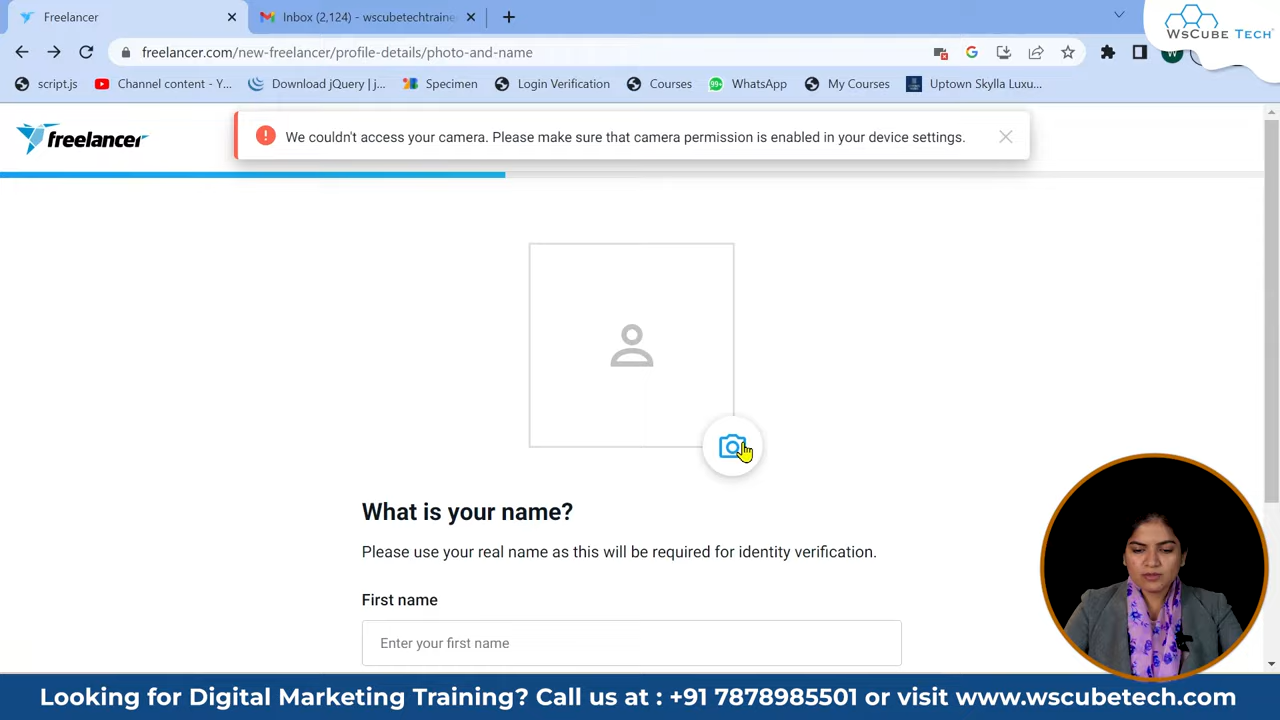 Freelancer
Inbox (2,124) - wscubetechtraine
WsCube Tech
freelancer.com/new-freelancer/profile-details/photo-and-name
script.js
Channel content - Y...
Download jQuery | j...
Specimen
Login Verification
Courses
99+
WhatsApp
My Courses
Uptown Skylla Luxu...
freelancer
We couldn't access your camera. Please make sure that camera permission is enabled in your device settings.
What is your name?
Please use your real name as this will be required for identity verification.
First name
Enter your first name
Looking for Digital Marketing Training? Call us at : +91 7878985501 or visit www.wscubetech.com